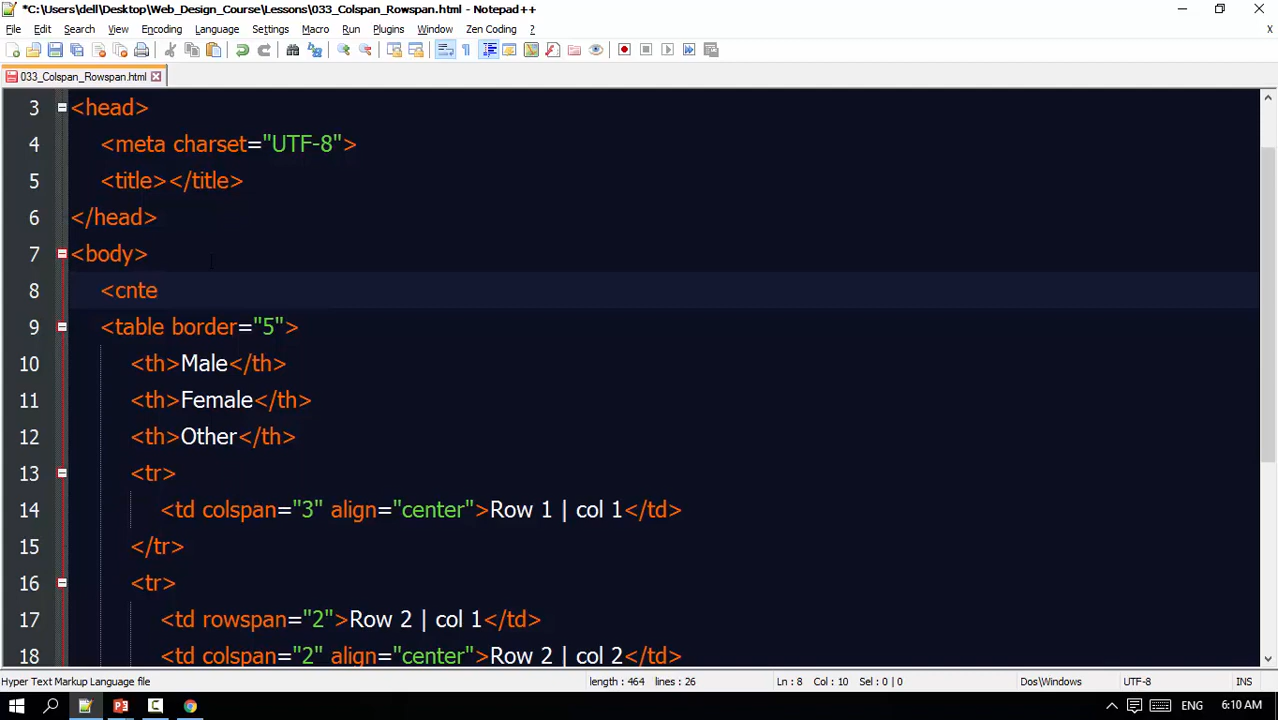 *C:\Users\dell\Desktop\Web_Design_Course\Lessons\033_Colspan_Rowspan.html - Notepad++
File Edit Search View Encoding Language Settings Macro Run Plugins Window Zen Coding ? X
033_Colspan_Rowspan.html
3 <head>
4 <meta charset="UTF-8">
5 <title></title>
6 </head>
7 <body>
8 <cnte
9 <table border="5">
10 <th>Male</th>
11 <th>Female</th>
12 <th>Other</th>
13 <tr>
14 <td colspan="3" align="center">Row 1 | col 1</td>
15 </tr>
16 <tr>
17 <td rowspan="2">Row 2 | col 1</td>
18 <td colspan="2" align="center">Row 2 | col 2</td>
Hyper Text Markup Language file length : 464 lines : 26 Ln : 8 Col : 10 Sel : 0 | 0 Dos\Windows UTF-8 INS
ENG 6:10 AM